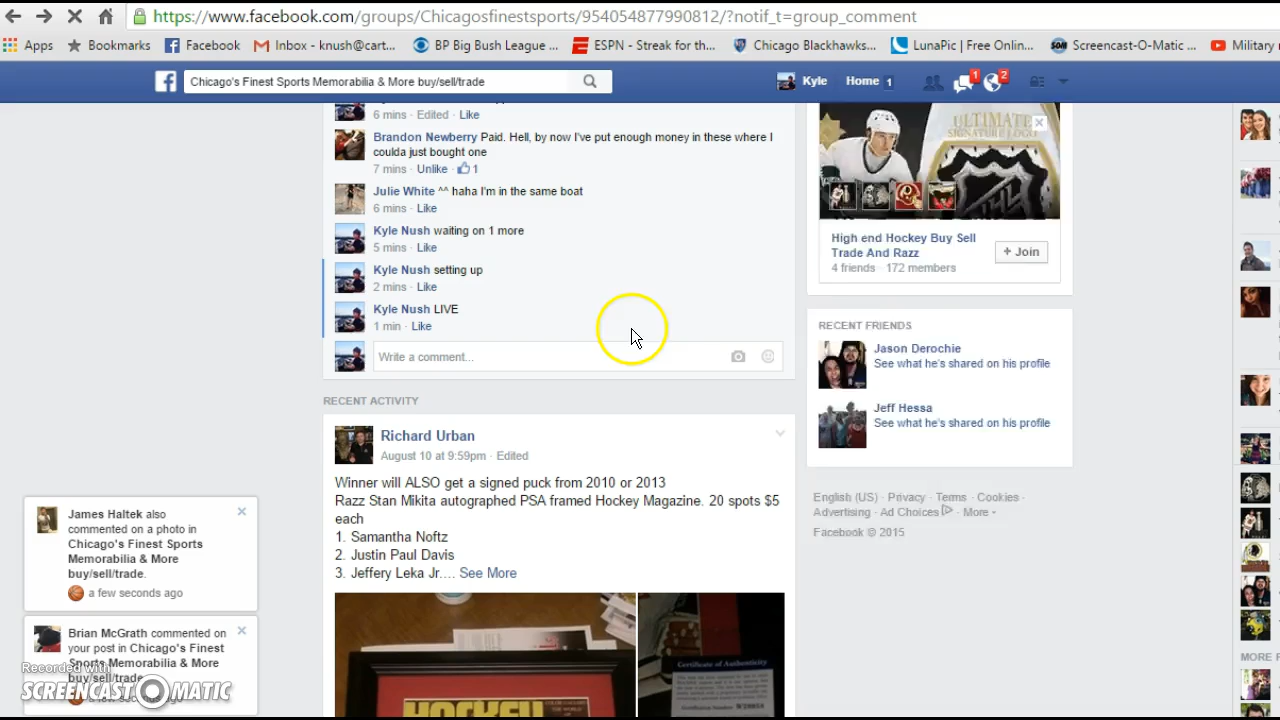 https://www.facebook.com/groups/Chicagosfinestsports/954054877990812/?notif_t=group_comment
Apps Bookmarks Facebook Inbox - knush@cart... BP Big Bush League ... ESPN - Streak for th... Chicago Blackhawks... LunaPic | Free Onlin... Screencast-O-Matic ... Military
Chicago's Finest Sports Memorabilia & More buy/sell/trade
Kyle Home 1 1 2
6 mins · Edited · Like
Brandon Newberry Paid. Hell, by now I've put enough money in these where I
coulda just bought one
7 mins · Unlike · 1
Julie White ^^ haha I'm in the same boat
6 mins · Like
Kyle Nush waiting on 1 more
5 mins · Like
Kyle Nush setting up
2 mins · Like
Kyle Nush LIVE
1 min · Like
Write a comment...
RECENT ACTIVITY
Richard Urban
August 10 at 9:59pm · Edited
Winner will ALSO get a signed puck from 2010 or 2013
Razz Stan Mikita autographed PSA framed Hockey Magazine. 20 spots $5
each
1. Samantha Noftz
2. Justin Paul Davis
3. Jeffery Leka Jr.... See More
HOCKEY
Certificate of Authenticity
ULTIMATE
SIGNATURE LOGO
High end Hockey Buy Sell
Trade And Razz
4 friends · 172 members
+ Join
RECENT FRIENDS
Jason Derochie
See what he's shared on his profile
Jeff Hessa
See what he's shared on his profile
English (US) · Privacy · Terms · Cookies ·
Advertising · Ad Choices · More
Facebook © 2015
MORE F
James Haltek also
commented on a photo in
Chicago's Finest Sports
Memorabilia & More
buy/sell/trade.
a few seconds ago
Brian McGrath commented on
your post in Chicago's Finest
Sports Memorabilia & More
buy/sell/trade.
a few seconds ago
Recorded with
SCREENCAST-O-MATIC